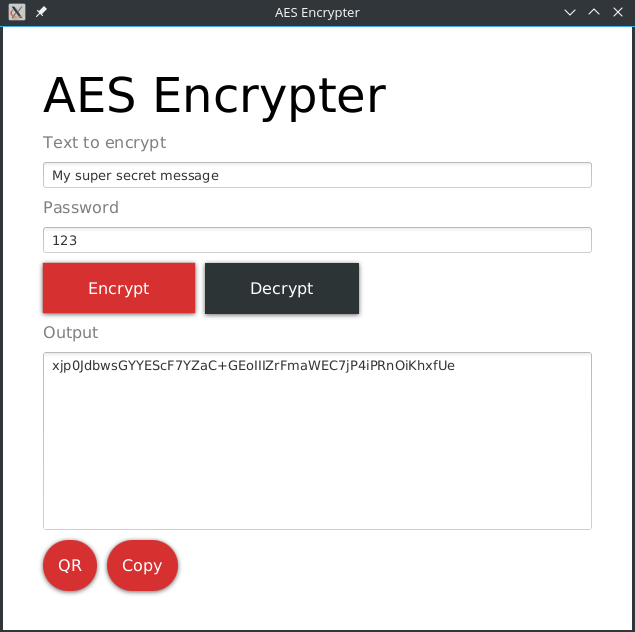 AES Encrypter
AES Encrypter
Text to encrypt
My super secret message
Password
123
Encrypt
Decrypt
Output
xjp0JdbwsGYYEScF7YZaC+GEoIIIZrFmaWEC7jP4iPRnOiKhxfUe
QR
Copy